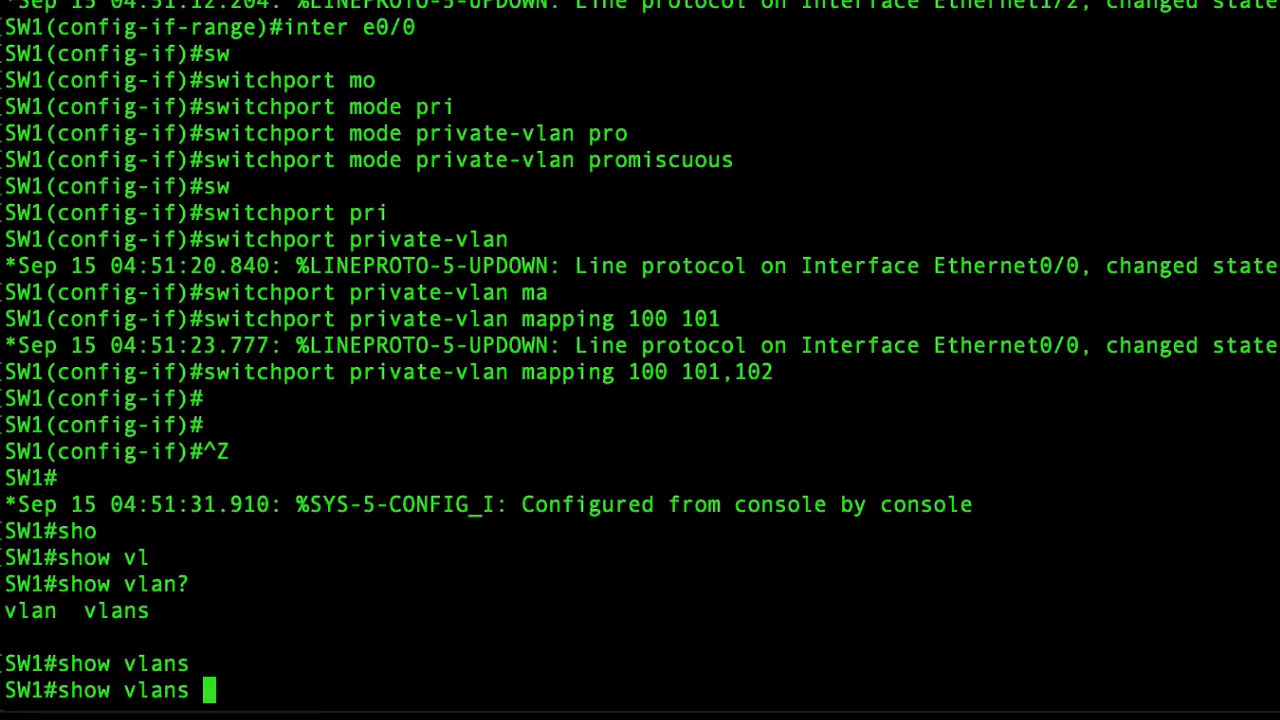 *Sep 15 04:51:12.204: %LINEPROTO-5-UPDOWN: Line protocol on Interface Ethernet1/2, changed state
SW1(config-if-range)#inter e0/0
SW1(config-if)#sw
SW1(config-if)#switchport mo
SW1(config-if)#switchport mode pri
SW1(config-if)#switchport mode private-vlan pro
SW1(config-if)#switchport mode private-vlan promiscuous
SW1(config-if)#sw
SW1(config-if)#switchport pri
SW1(config-if)#switchport private-vlan
*Sep 15 04:51:20.840: %LINEPROTO-5-UPDOWN: Line protocol on Interface Ethernet0/0, changed state
SW1(config-if)#switchport private-vlan ma
SW1(config-if)#switchport private-vlan mapping 100 101
*Sep 15 04:51:23.777: %LINEPROTO-5-UPDOWN: Line protocol on Interface Ethernet0/0, changed state
SW1(config-if)#switchport private-vlan mapping 100 101,102
SW1(config-if)#
SW1(config-if)#
SW1(config-if)#^Z
SW1#
*Sep 15 04:51:31.910: %SYS-5-CONFIG_I: Configured from console by console
SW1#sho
SW1#show vl
SW1#show vlan?
vlan  vlans
SW1#show vlans
SW1#show vlans